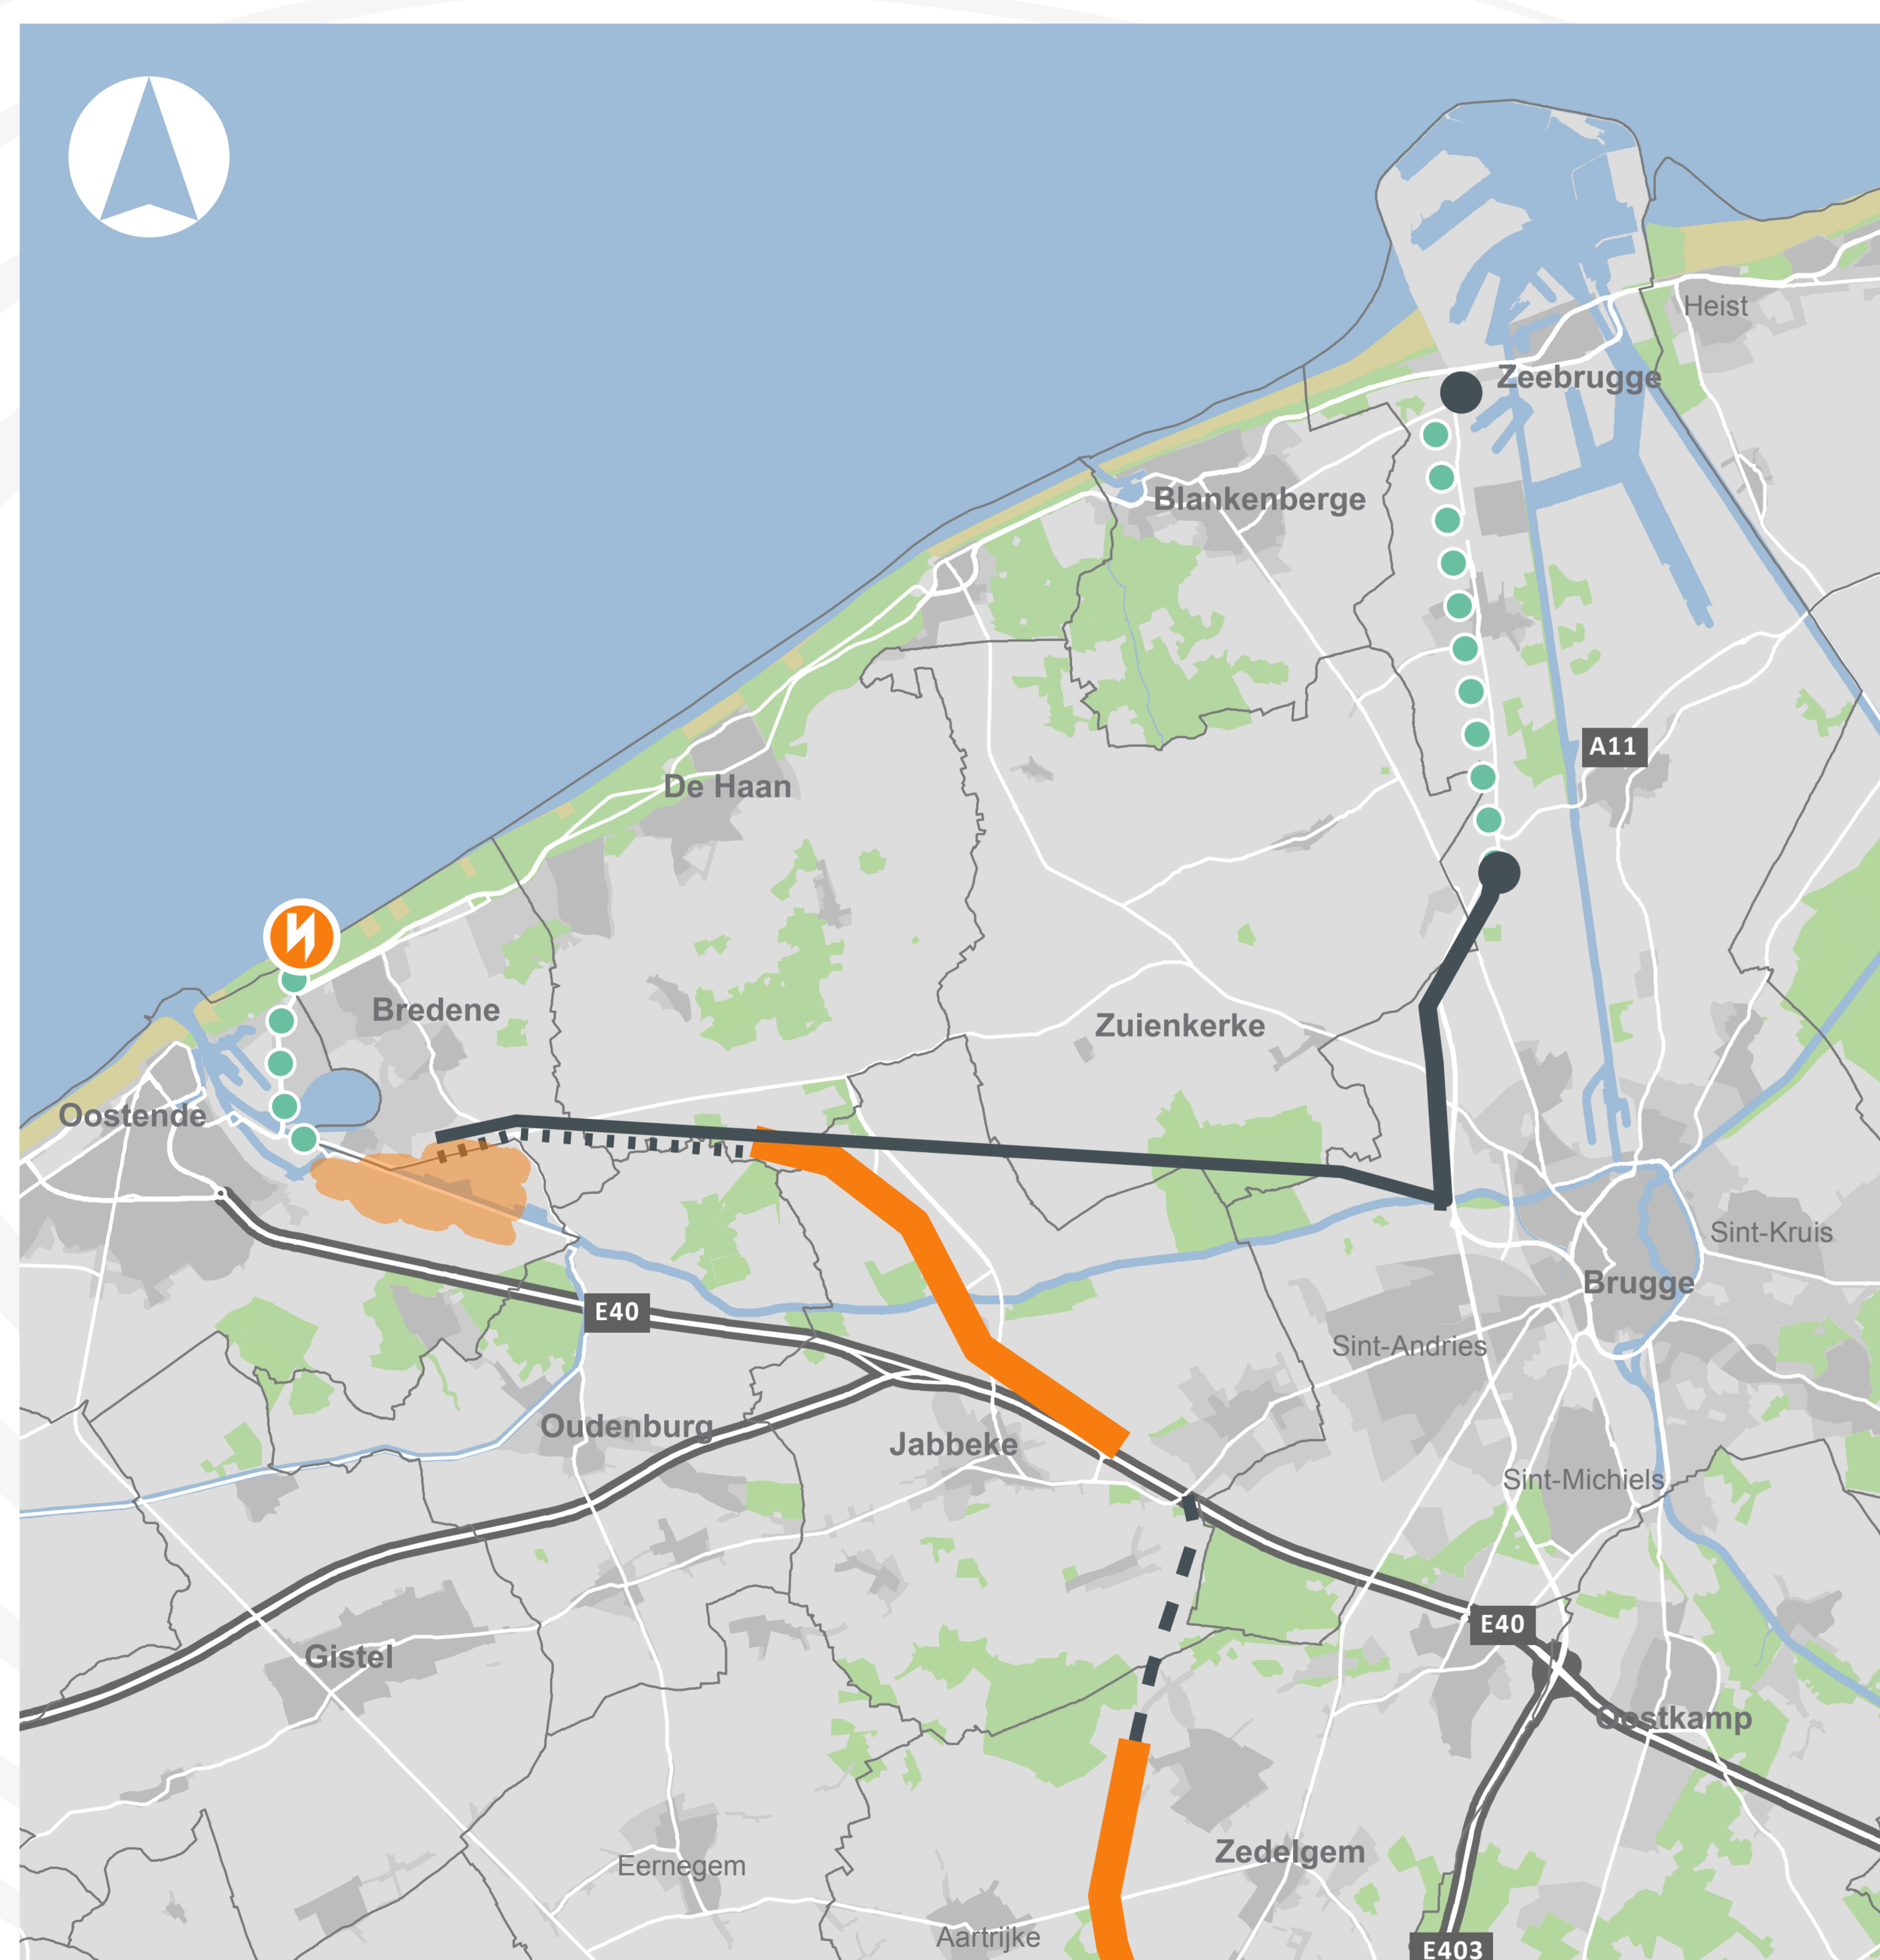 Heist
Zeebrugge
Blankenberge
A11
De Haan
Bredene
Zuienkerke
Oostende
Sint-Kruis
Brugge
E40
Sint-Andries
Oudenburg
Jabbeke
Sint-Michiels
E40
Gistel
Oostkamp
Zedelgem
Eernegem
Aartrijke
E403